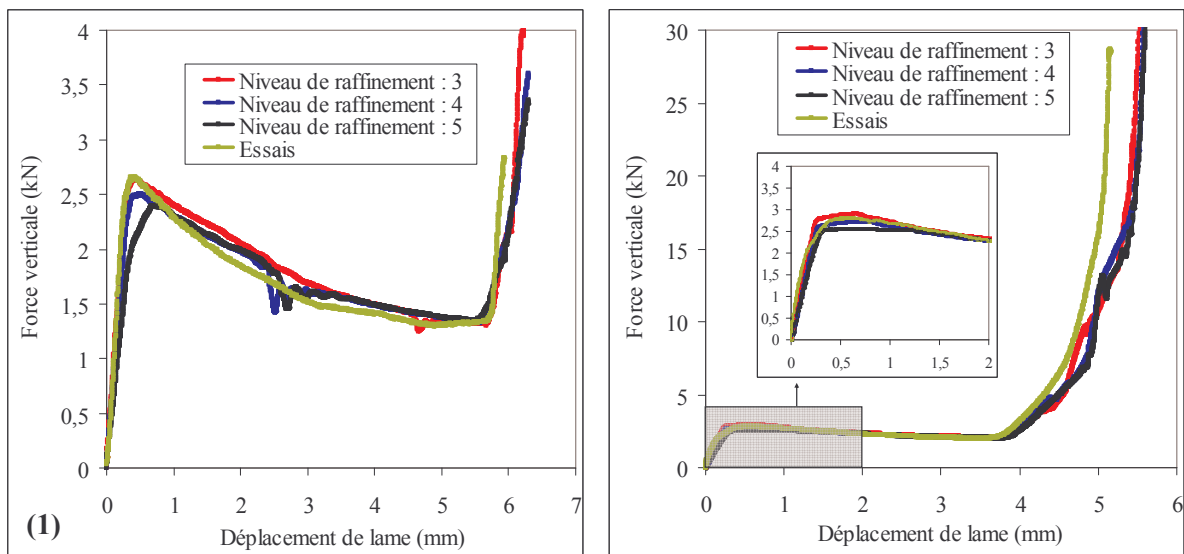 4
3,5
3
2,5
2
1,5
1
0,5
0
0 1 2 3 4 5 6 7
Force verticale (kN)
Déplacement de lame (mm)
Niveau de raffinement : 3
Niveau de raffinement : 4
Niveau de raffinement : 5
Essais
(1)
30
25
20
15
10
5
0
0 1 2 3 4 5 6
Force verticale (kN)
Déplacement de lame (mm)
Niveau de raffinement : 3
Niveau de raffinement : 4
Niveau de raffinement : 5
Essais
4
3,5
3
2,5
2
1,5
1
0,5
0
0 0,5 1 1,5 2